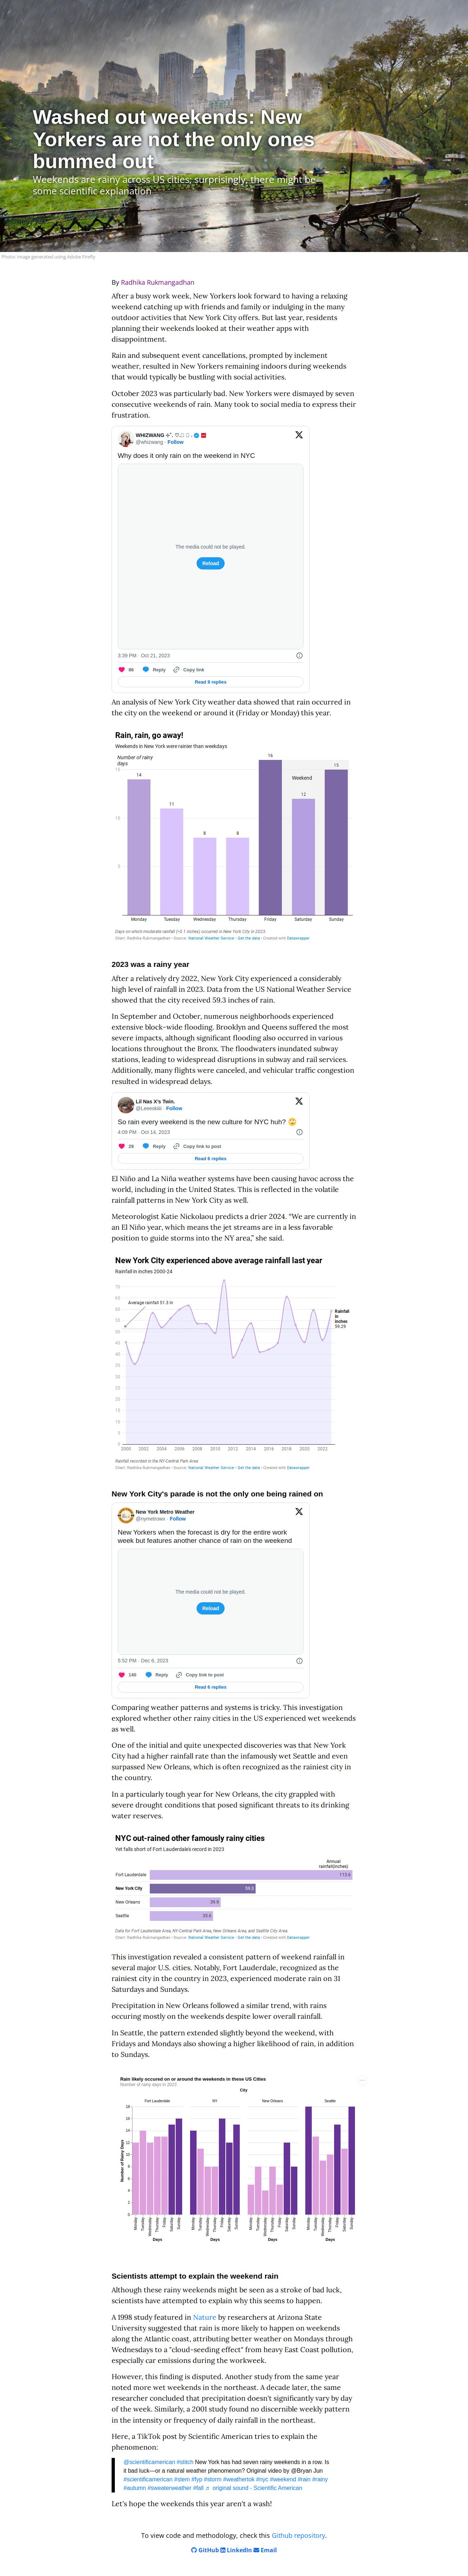 Washed out weekends: New
Yorkers are not the only ones
bummed out
Weekends are rainy across US cities; surprisingly, there might be
some scientific explanation
Photo: Image generated using Adobe Firefly
By Radhika Rukmangadhan
After a busy work week, New Yorkers look forward to having a relaxing
weekend catching up with friends and family or indulging in the many
outdoor activities that New York City offers. But last year, residents
planning their weekends looked at their weather apps with
disappointment.
Rain and subsequent event cancellations, prompted by inclement
weather, resulted in New Yorkers remaining indoors during weekends
that would typically be bustling with social activities.
October 2023 was particularly bad. New Yorkers were dismayed by seven
consecutive weekends of rain. Many took to social media to express their
frustration.
WHIZWANG
@whizwang · Follow
Why does it only rain on the weekend in NYC
The media could not be played.
Reload
3:39 PM · Oct 21, 2023
86 Reply Copy link
Read 9 replies
An analysis of New York City weather data showed that rain occurred in
the city on the weekend or around it (Friday or Monday) this year.
Rain, rain, go away!
Weekends in New York were rainier than weekdays
Number of rainy
days
15
10
5
14
11
8
8
16
12
15
Weekend
Monday Tuesday Wednesday Thursday Friday Saturday Sunday
Days on which moderate rainfall (>0.1 inches) occurred in New York City in 2023.
Chart: Radhika Rukmangadhan • Source: National Weather Service • Get the data • Created with Datawrapper
2023 was a rainy year
After a relatively dry 2022, New York City experienced a considerably
high level of rainfall in 2023. Data from the US National Weather Service
showed that the city received 59.3 inches of rain.
In September and October, numerous neighborhoods experienced
extensive block-wide flooding. Brooklyn and Queens suffered the most
severe impacts, although significant flooding also occurred in various
locations throughout the Bronx. The floodwaters inundated subway
stations, leading to widespread disruptions in subway and rail services.
Additionally, many flights were canceled, and vehicular traffic congestion
resulted in widespread delays.
Lil Nas X's Twin.
Follow
So rain every weekend is the new culture for NYC huh? 🙄
4:09 PM · Oct 14, 2023
29 Reply Copy link to post
Read 6 replies
El Niño and La Niña weather systems have been causing havoc across the
world, including in the United States. This is reflected in the volatile
rainfall patterns in New York City as well.
Meteorologist Katie Nickolaou predicts a drier 2024. “We are currently in
an El Niño year, which means the jet streams are in a less favorable
position to guide storms into the NY area,” she said.
New York City experienced above average rainfall last year
Rainfall in inches 2000-24
70
65
60
55
50
45
40
35
30
25
20
15
10
5
0
Average rainfall 51.3 in
Rainfall
in
inches
59.29
2000 2002 2004 2006 2008 2010 2012 2014 2016 2018 2020 2022
Rainfall recorded in the NY-Central Park Area
Chart: Radhika Rukmangadhan • Source: National Weather Service • Get the data • Created with Datawrapper
New York City's parade is not the only one being rained on
New York Metro Weather
@nymetrowx · Follow
New Yorkers when the forecast is dry for the entire work
week but features another chance of rain on the weekend
The media could not be played.
Reload
5:52 PM · Dec 6, 2023
148 Reply Copy link to post
Read 6 replies
Comparing weather patterns and systems is tricky. This investigation
explored whether other rainy cities in the US experienced wet weekends
as well.
One of the initial and quite unexpected discoveries was that New York
City had a higher rainfall rate than the infamously wet Seattle and even
surpassed New Orleans, which is often recognized as the rainiest city in
the country.
In a particularly tough year for New Orleans, the city grappled with
severe drought conditions that posed significant threats to its drinking
water reserves.
NYC out-rained other famously rainy cities
Yet falls short of Fort Lauderdale's record in 2023
Annual
rainfall(inches)
Fort Lauderdale
New York City 59.3
New Orleans
Seattle
Data for Fort Lauderdale Area, NY-Central Park Area, New Orleans Area, and Seattle City Area
Chart: Radhika Rukmangadhan • Source: National Weather Service • Get the data • Created with Datawrapper
This investigation revealed a consistent pattern of weekend rainfall in
several major U.S. cities. Notably, Fort Lauderdale, recognized as the
rainiest city in the country in 2023, experienced moderate rain on 31
Saturdays and Sundays.
Precipitation in New Orleans followed a similar trend, with rains
occuring mostly on the weekends despite lower overall rainfall.
In Seattle, the pattern extended slightly beyond the weekend, with
Fridays and Mondays also showing a higher likelihood of rain, in addition
to Sundays.
Rain likely occured on or around the weekends in these US Cities
Number of rainy days in 2023
City
Fort Lauderdale NY New Orleans Seattle
Number of Rainy Days
18
16
14
12
10
8
6
4
2
0
Monday Tuesday Wednesday Thursday Friday Saturday Sunday
Monday Tuesday Wednesday Thursday Friday Saturday Sunday
Monday Tuesday Wednesday Thursday Friday Saturday Sunday
Monday Tuesday Wednesday Thursday Friday Saturday Sunday
Days Days Days Days
Scientists attempt to explain the weekend rain
Although these rainy weekends might be seen as a stroke of bad luck,
scientists have attempted to explain why this seems to happen.
A 1998 study featured in Nature by researchers at Arizona State
University suggested that rain is more likely to happen on weekends
along the Atlantic coast, attributing better weather on Mondays through
Wednesdays to a "cloud-seeding effect" from heavy East Coast pollution,
especially car emissions during the workweek.
However, this finding is disputed. Another study from the same year
noted more wet weekends in the northeast. A decade later, the same
researcher concluded that precipitation doesn't significantly vary by day
of the week. Similarly, a 2001 study found no discernible weekly pattern
in the intensity or frequency of daily rainfall in the northeast.
Here, a TikTok post by Scientific American tries to explain the
phenomenon:
@scientificamerican #stitch New York has had seven rainy weekends in a row. Is
it bad luck—or a natural weather phenomenon? Original video by @Bryan Jun
#scientificamerican #stem #fyp #storm #weathertok #nyc #weekend #rain #rainy
#autumn #sweaterweather #fall ♬ original sound - Scientific American
Let's hope the weekends this year aren't a wash!
To view code and methodology, check this Github repository.
GitHub LinkedIn Email